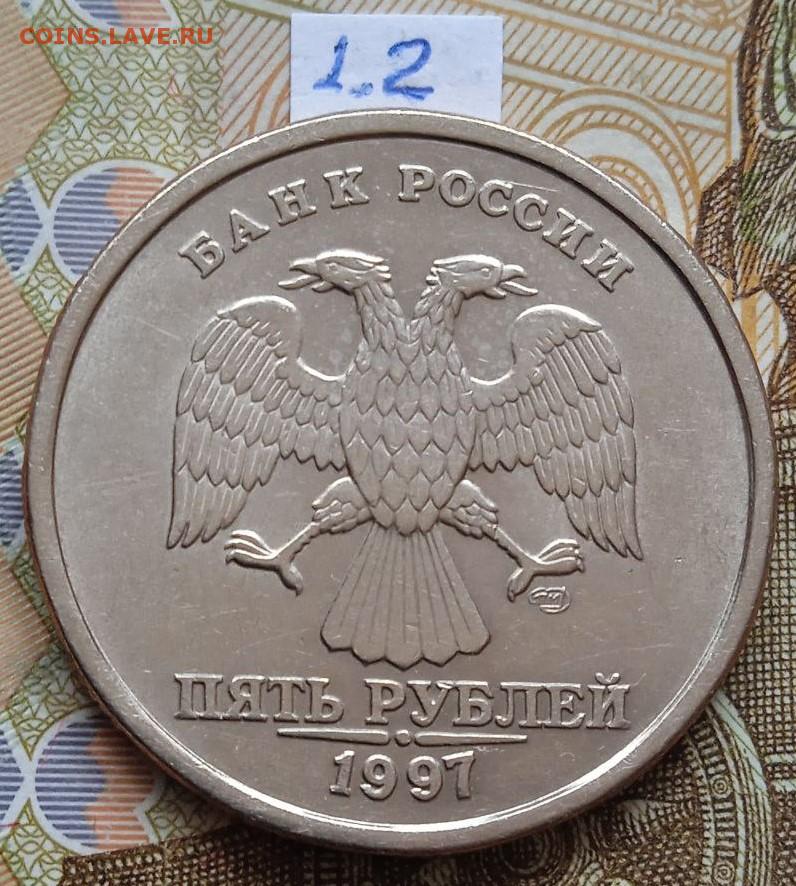 COINS.LAVE.RU
1.2
БАНК РОССИИ
ПЯТЬ РУБЛЕЙ
1997